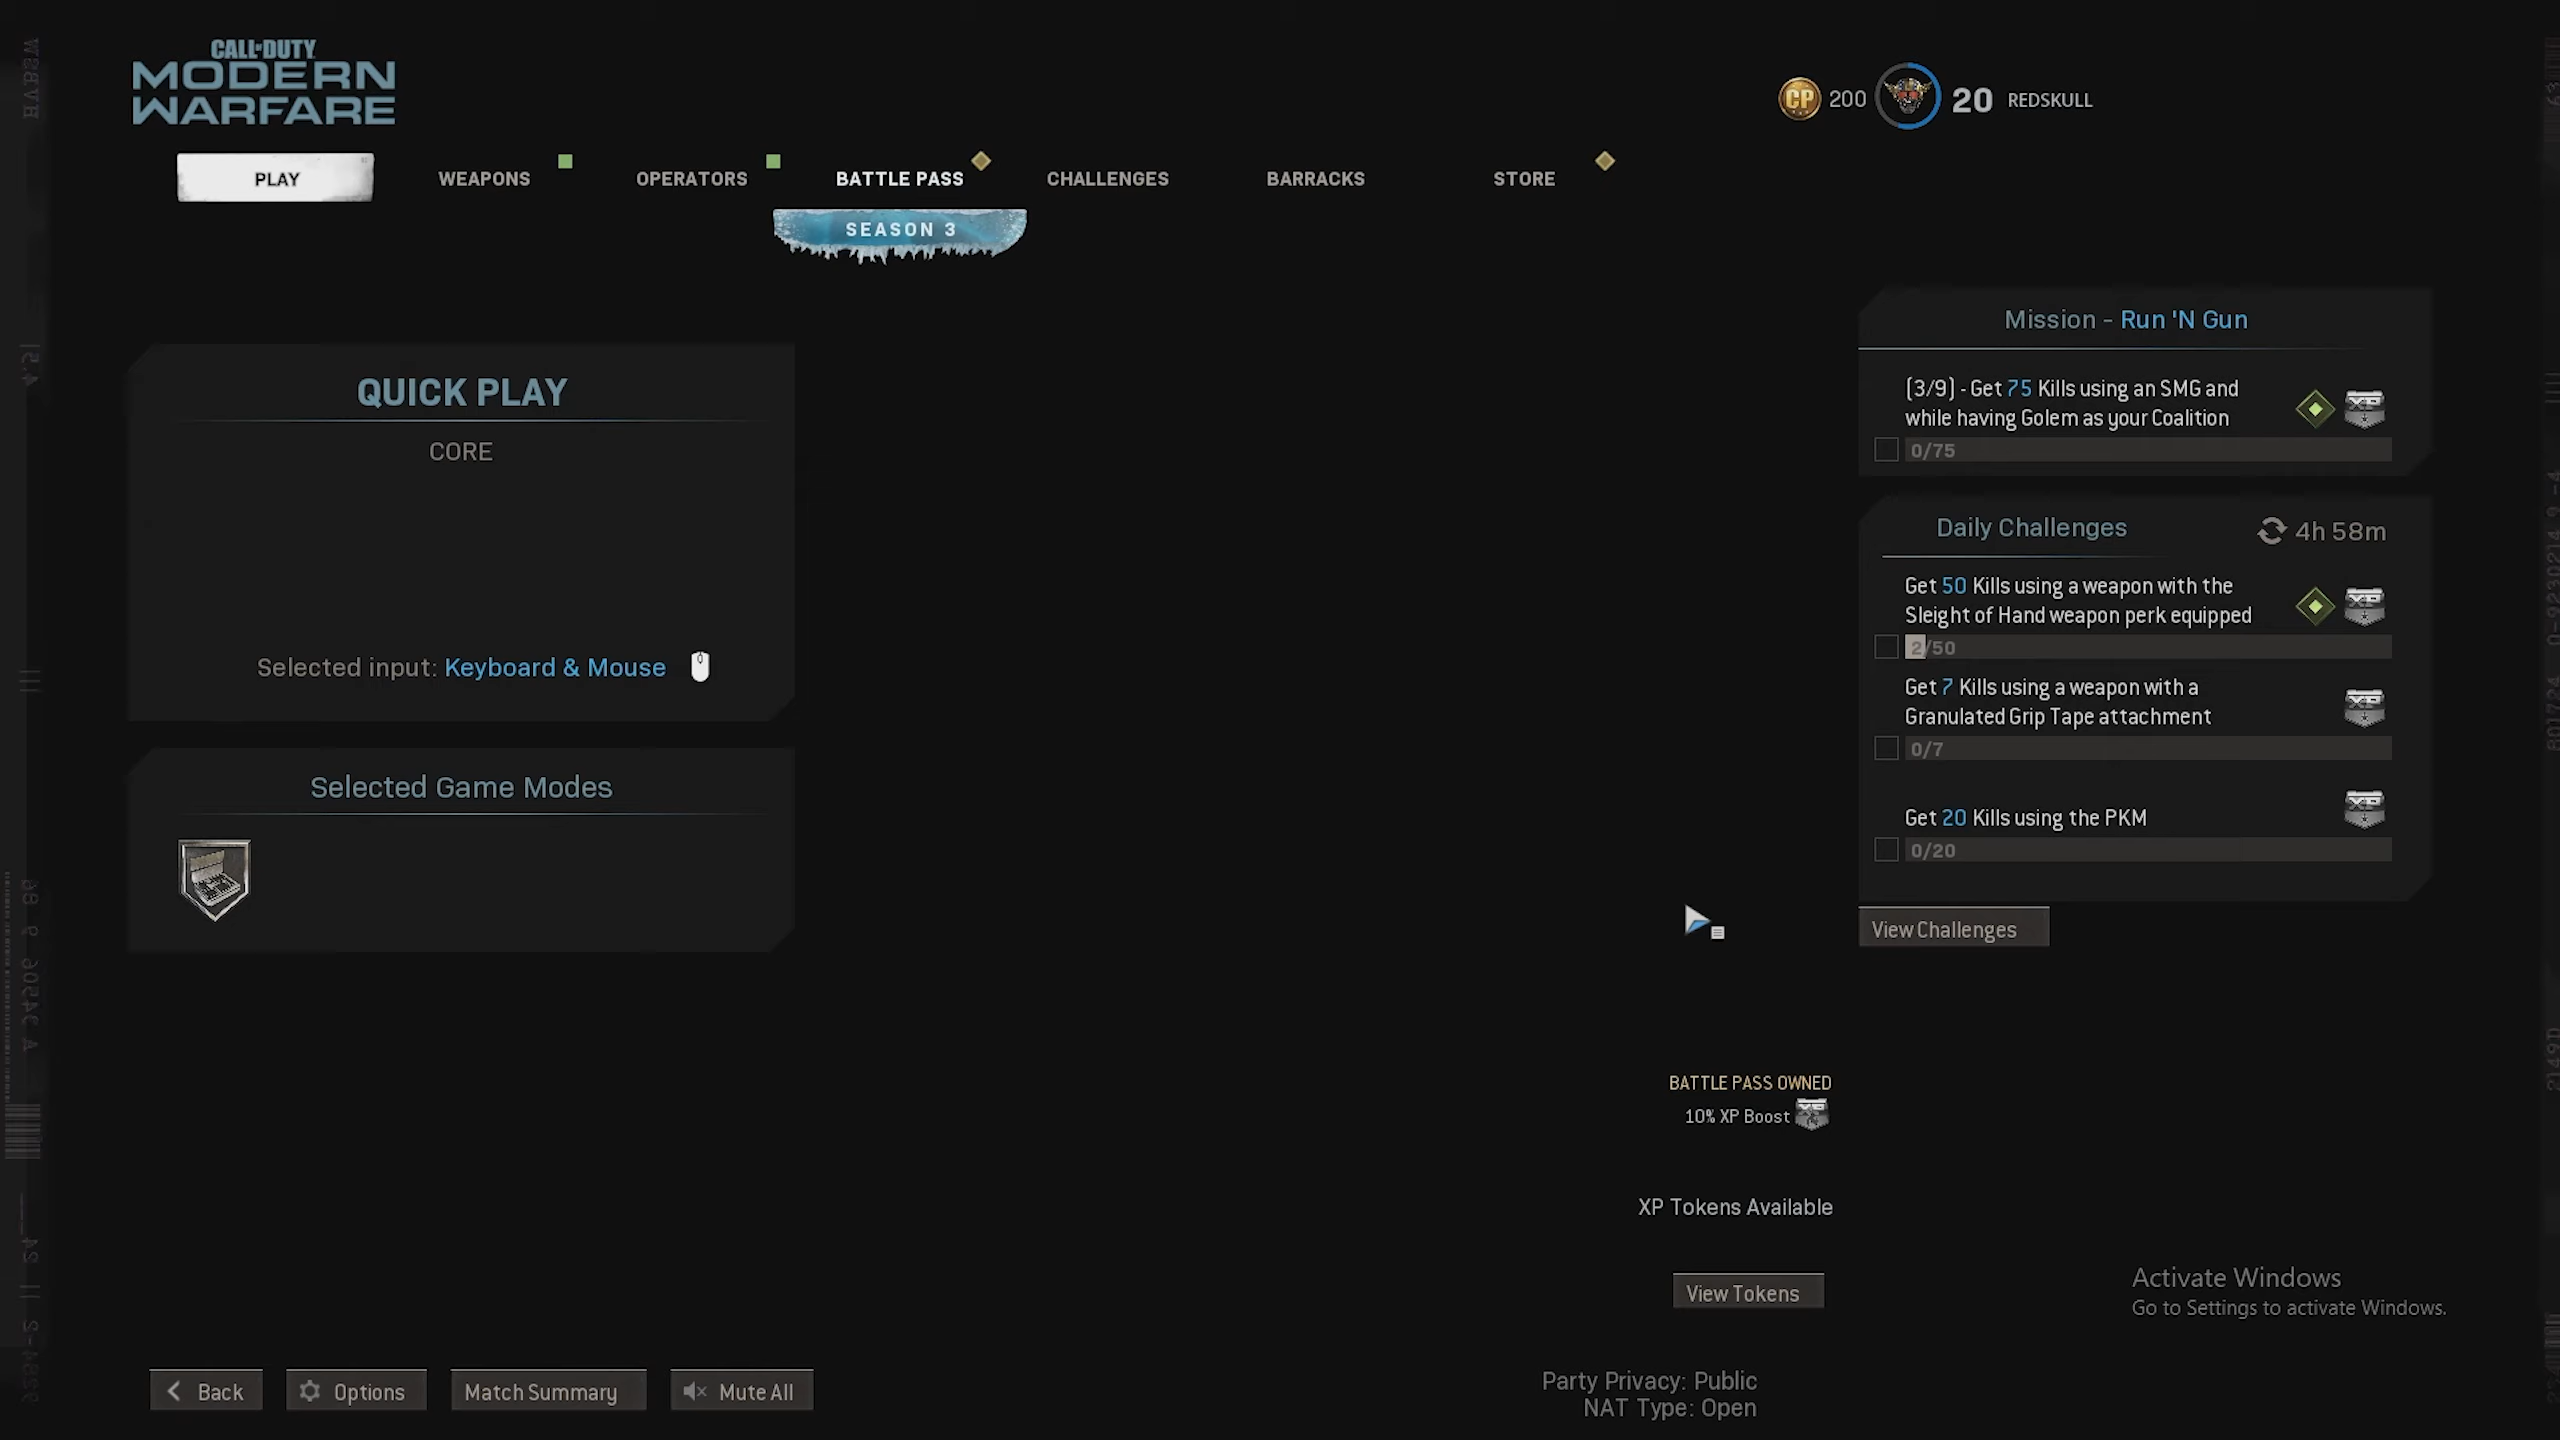 CALL OF DUTY
MODERN
WARFARE
CP 200
20 REDSKULL
PLAY
WEAPONS
OPERATORS
BATTLE PASS
CHALLENGES
BARRACKS
STORE
SEASON 3
QUICK PLAY
CORE
Selected input: Keyboard & Mouse
Selected Game Modes
Mission - Run 'N Gun
(3/9) - Get 75 Kills using an SMG and
while having Golem as your Coalition
0/75
Daily Challenges
4h 58m
Get 50 Kills using a weapon with the
Sleight of Hand weapon perk equipped
2/50
Get 7 Kills using a weapon with a
Granulated Grip Tape attachment
0/7
Get 20 Kills using the PKM
0/20
View Challenges
BATTLE PASS OWNED
10% XP Boost
XP Tokens Available
View Tokens
Activate Windows
Go to Settings to activate Windows.
Back
Options
Match Summary
Mute All
Party Privacy: Public
NAT Type: Open